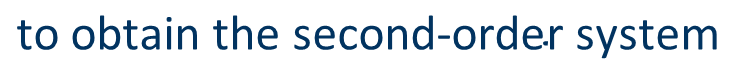 to obtain the second-order system